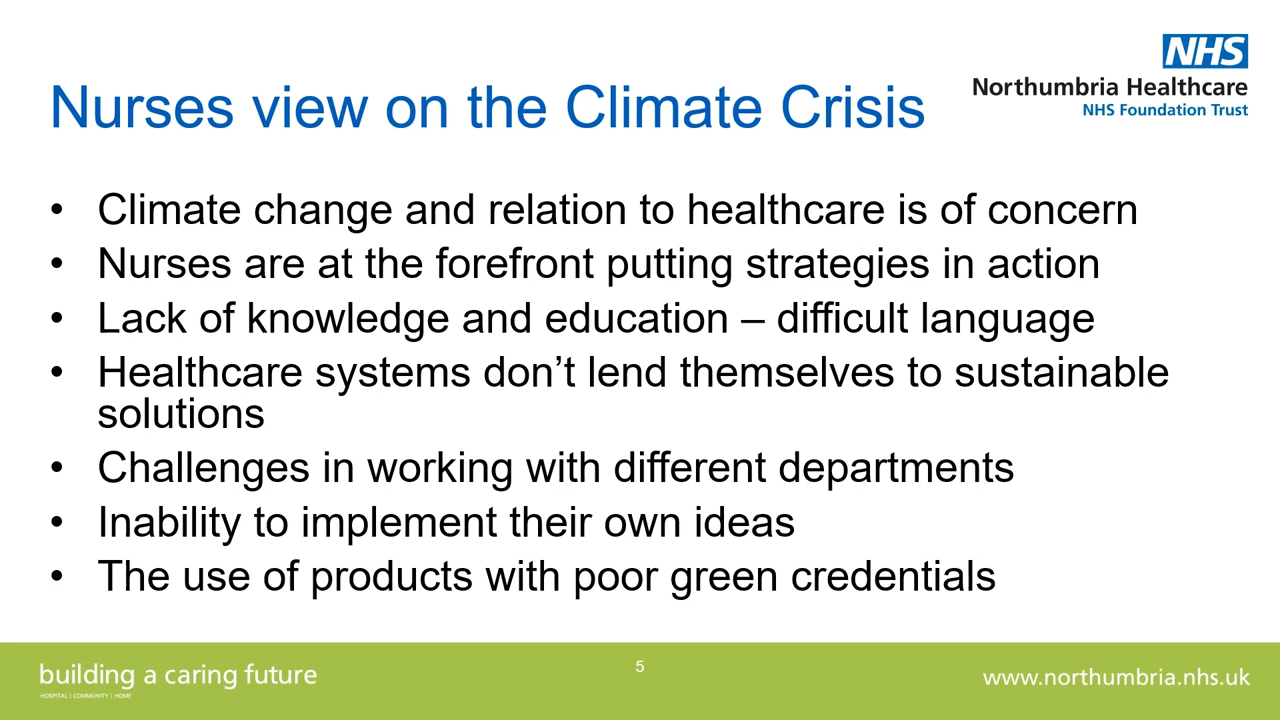 NHS
Northumbria Healthcare
NHS Foundation Trust
Nurses view on the Climate Crisis
• Climate change and relation to healthcare is of concern
• Nurses are at the forefront putting strategies in action
• Lack of knowledge and education – difficult language
• Healthcare systems don’t lend themselves to sustainable
solutions
• Challenges in working with different departments
• Inability to implement their own ideas
• The use of products with poor green credentials
building a caring future
HOSPITAL | COMMUNITY | HOME
5
www.northumbria.nhs.uk